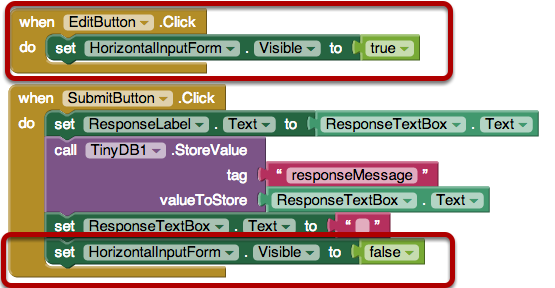 when EditButton .Click
do set HorizontalInputForm . Visible to true
when SubmitButton .Click
do set ResponseLabel . Text to ResponseTextBox . Text
call TinyDB1 .StoreValue
tag “ responseMessage ”
valueToStore ResponseTextBox . Text
set ResponseTextBox . Text to “ ”
set HorizontalInputForm . Visible to false